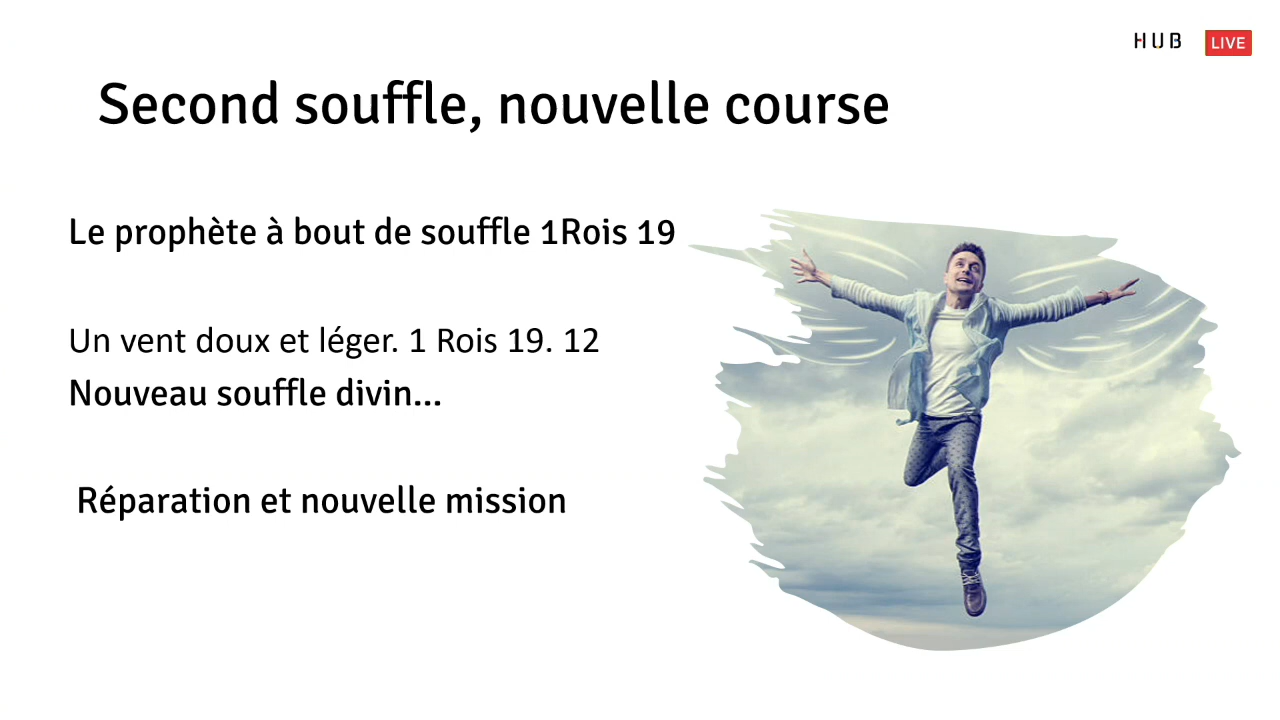 HUB LIVE
Second souffle, nouvelle course
Le prophète à bout de souffle 1Rois 19
Un vent doux et léger. 1 Rois 19. 12
Nouveau souffle divin...
Réparation et nouvelle mission